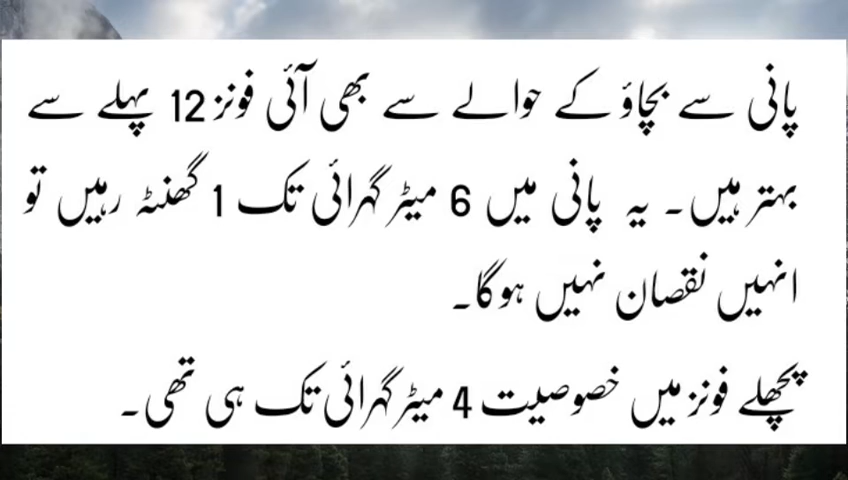 پانی سے بچاؤ کے حوالے سے بھی آئی فونز 12 پہلے سے
بہتر ہیں۔ یہ پانی میں 6 میٹر گہرائی تک 1 گھنٹہ رہیں تو
انہیں نقصان نہیں ہوگا۔
پچھلے فونز میں خصوصیت 4 میٹر گہرائی تک ہی تھی۔